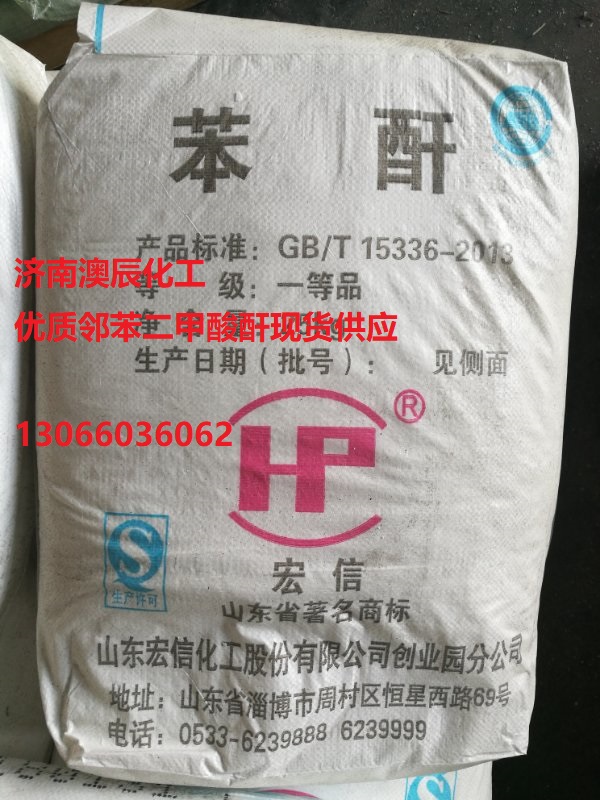 苯 酐
产品标准：GB/T 15336-2013
济南澳辰化工
等 级：一等品
优质邻苯二甲酸酐现货供应
生产日期（批号）： 见侧面
®
13066036062
HP
生产许可
宏信
山东省著名商标
山东宏信化工股份有限公司创业园分公司
地址：山东省淄博市周村区恒星西路69号
电话：0533-6239888 6239999